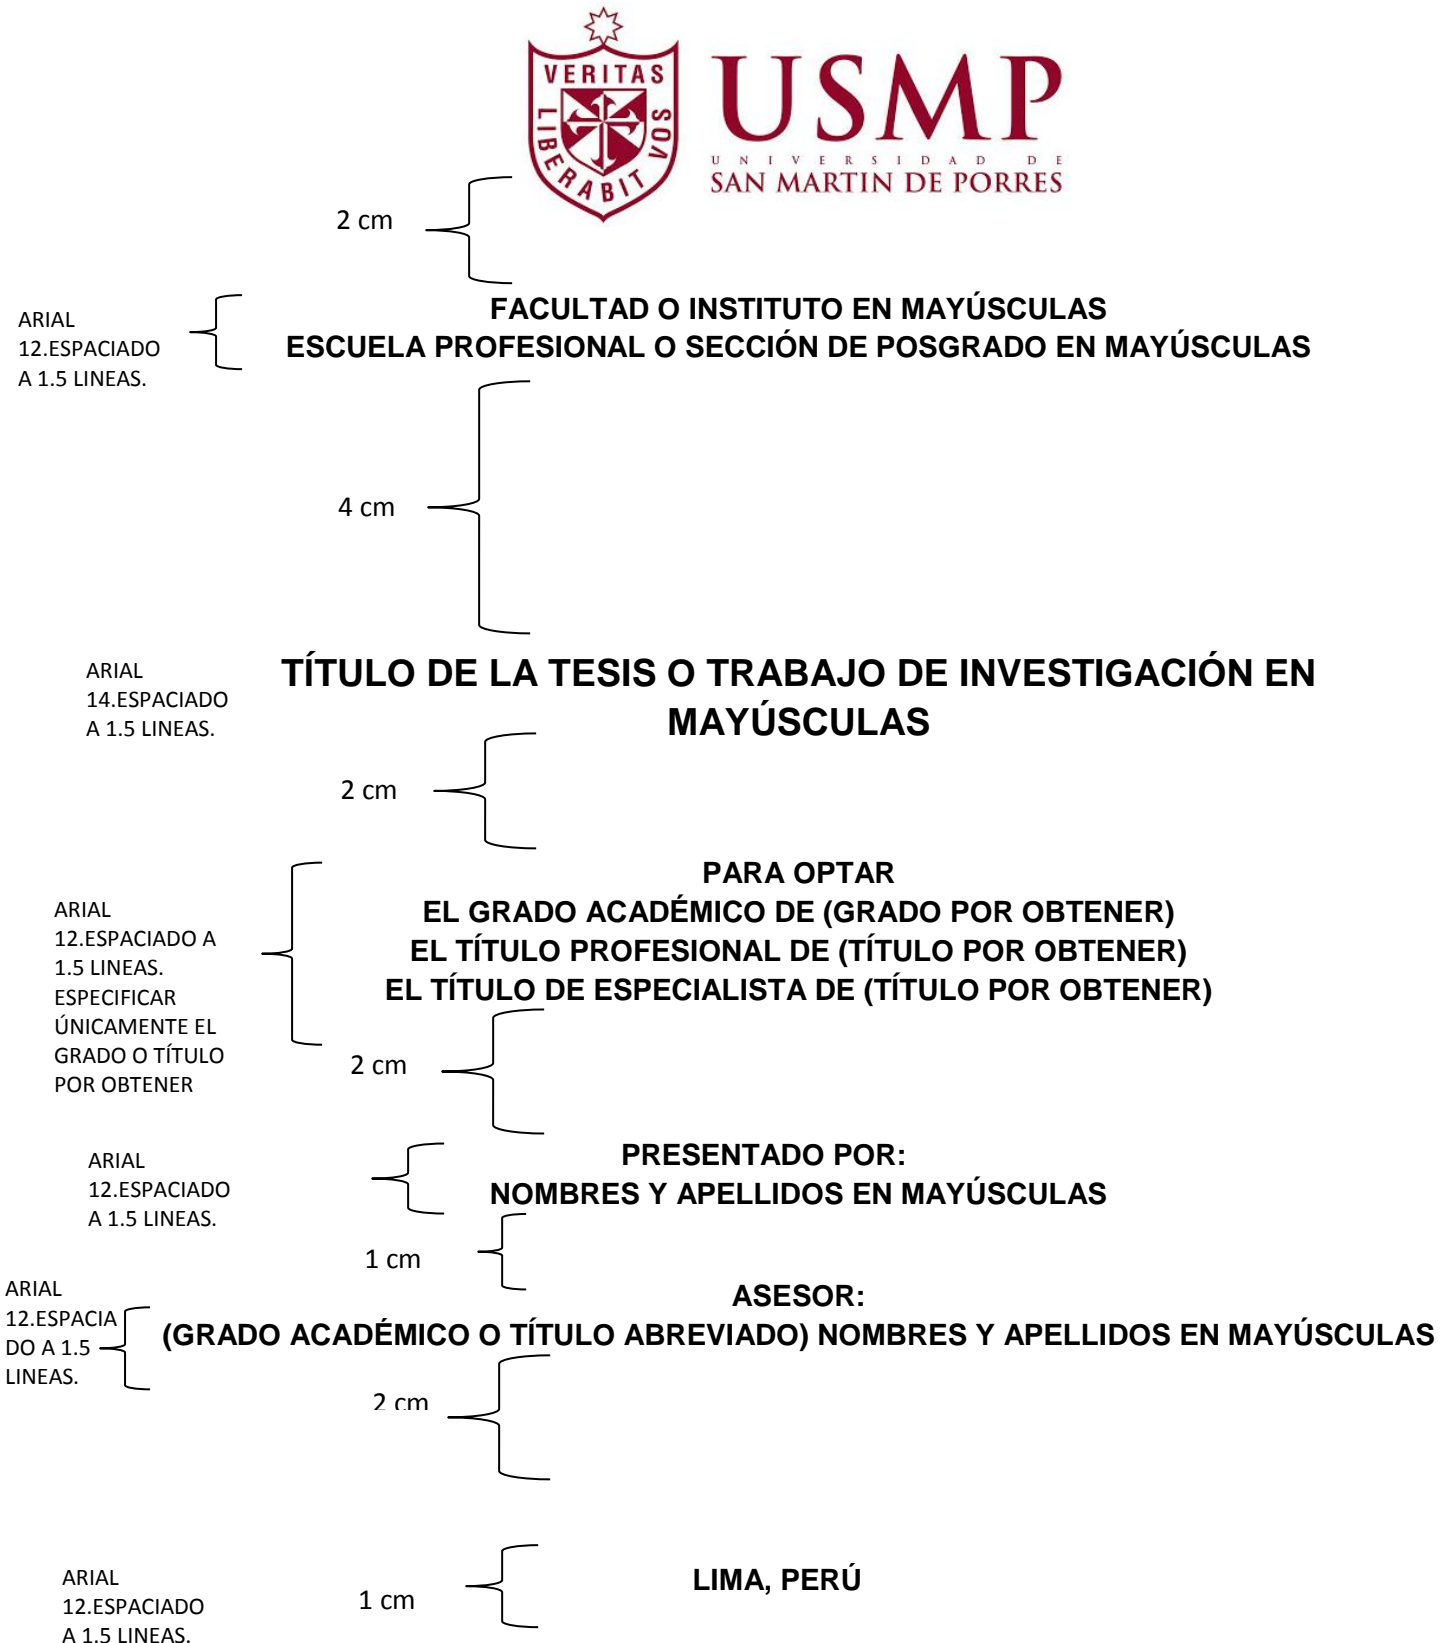 VERITAS
LIBERABIT VOS
USMP
UNIVERSIDAD DE
SAN MARTIN DE PORRES
2 cm
ARIAL
12.ESPACIADO
A 1.5 LINEAS.
FACULTAD O INSTITUTO EN MAYÚSCULAS
ESCUELA PROFESIONAL O SECCIÓN DE POSGRADO EN MAYÚSCULAS
4 cm
ARIAL
14.ESPACIADO
A 1.5 LINEAS.
TÍTULO DE LA TESIS O TRABAJO DE INVESTIGACIÓN EN
MAYÚSCULAS
2 cm
ARIAL
12.ESPACIADO A
1.5 LINEAS.
ESPECIFICAR
ÚNICAMENTE EL
GRADO O TÍTULO
POR OBTENER
PARA OPTAR
EL GRADO ACADÉMICO DE (GRADO POR OBTENER)
EL TÍTULO PROFESIONAL DE (TÍTULO POR OBTENER)
EL TÍTULO DE ESPECIALISTA DE (TÍTULO POR OBTENER)
2 cm
ARIAL
12.ESPACIADO
A 1.5 LINEAS.
PRESENTADO POR:
NOMBRES Y APELLIDOS EN MAYÚSCULAS
1 cm
ARIAL
12.ESPACIA
DO A 1.5
LINEAS.
ASESOR:
(GRADO ACADÉMICO O TÍTULO ABREVIADO) NOMBRES Y APELLIDOS EN MAYÚSCULAS
2 cm
ARIAL
12.ESPACIADO
A 1.5 LINEAS.
1 cm
LIMA, PERÚ